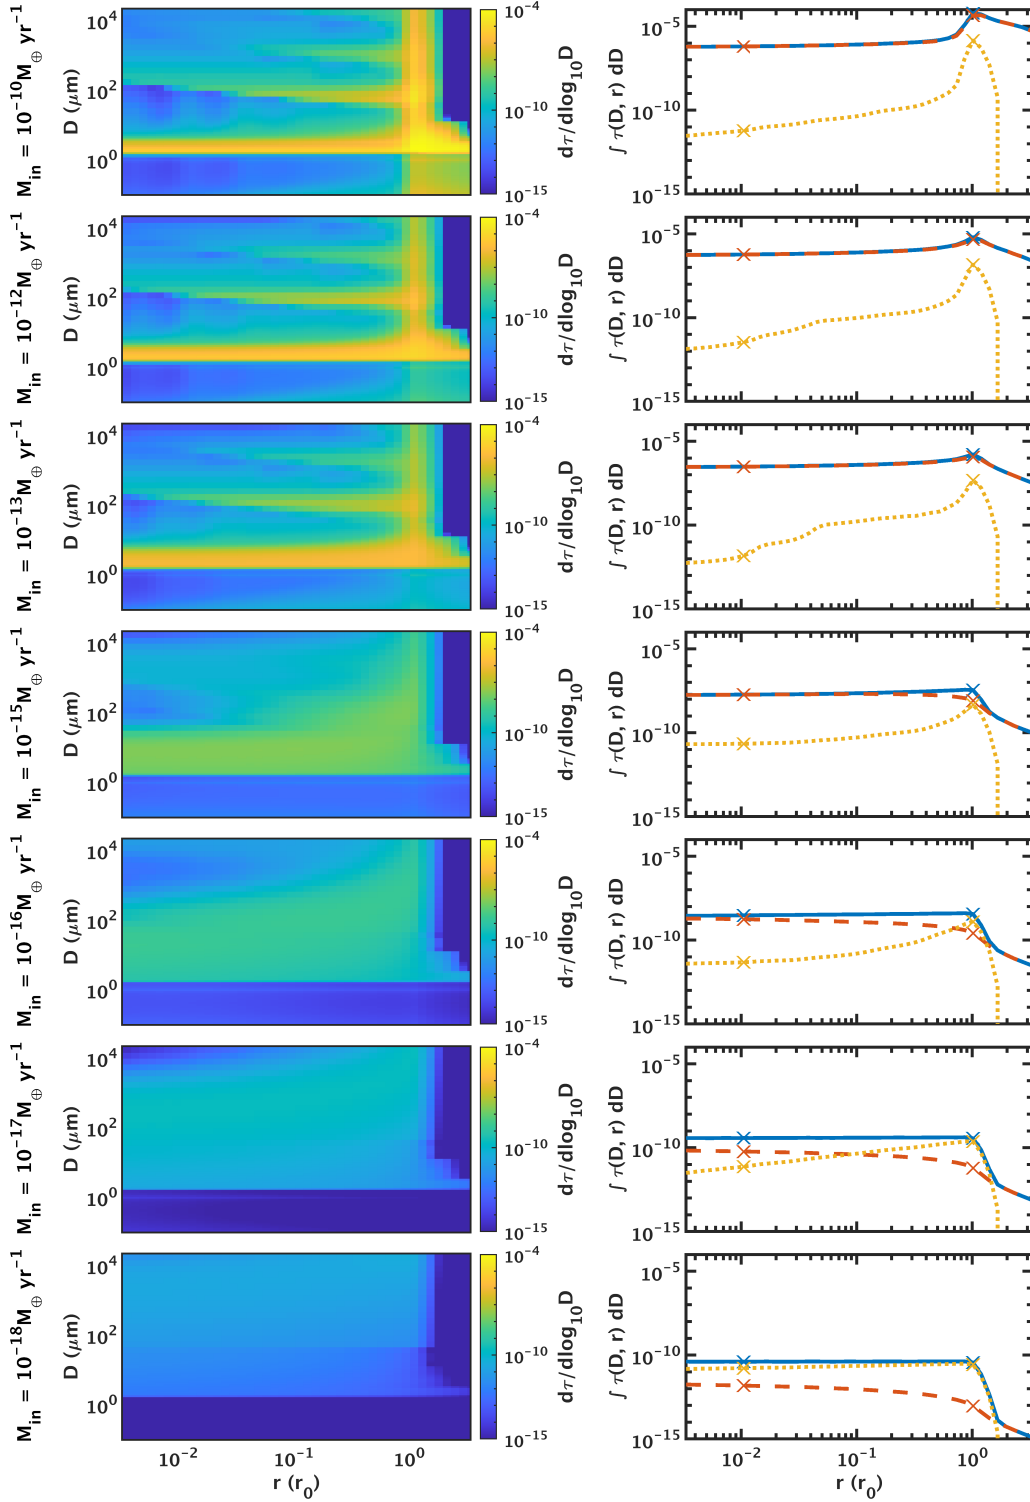 M_in = 10^-10 M_⊕ yr^-1
D (μm)
10^4
10^2
10^0
10^-4
10^-10
10^-15
dτ/dlog_10D
∫ τ(D, r) dD
10^-5
10^-10
10^-15
M_in = 10^-12 M_⊕ yr^-1
D (μm)
10^4
10^2
10^0
10^-4
10^-10
10^-15
dτ/dlog_10D
∫ τ(D, r) dD
10^-5
10^-10
10^-15
M_in = 10^-13 M_⊕ yr^-1
D (μm)
10^4
10^2
10^0
10^-4
10^-10
10^-15
dτ/dlog_10D
∫ τ(D, r) dD
10^-5
10^-10
10^-15
M_in = 10^-15 M_⊕ yr^-1
D (μm)
10^4
10^2
10^0
10^-4
10^-10
10^-15
dτ/dlog_10D
∫ τ(D, r) dD
10^-5
10^-10
10^-15
M_in = 10^-16 M_⊕ yr^-1
D (μm)
10^4
10^2
10^0
10^-4
10^-10
10^-15
dτ/dlog_10D
∫ τ(D, r) dD
10^-5
10^-10
10^-15
M_in = 10^-17 M_⊕ yr^-1
D (μm)
10^4
10^2
10^0
10^-4
10^-10
10^-15
dτ/dlog_10D
∫ τ(D, r) dD
10^-5
10^-10
10^-15
M_in = 10^-18 M_⊕ yr^-1
D (μm)
10^4
10^2
10^0
10^-4
10^-10
10^-15
dτ/dlog_10D
∫ τ(D, r) dD
10^-5
10^-10
10^-15
10^-2 10^-1 10^0
r (r_0)
10^-2 10^-1 10^0
r (r_0)